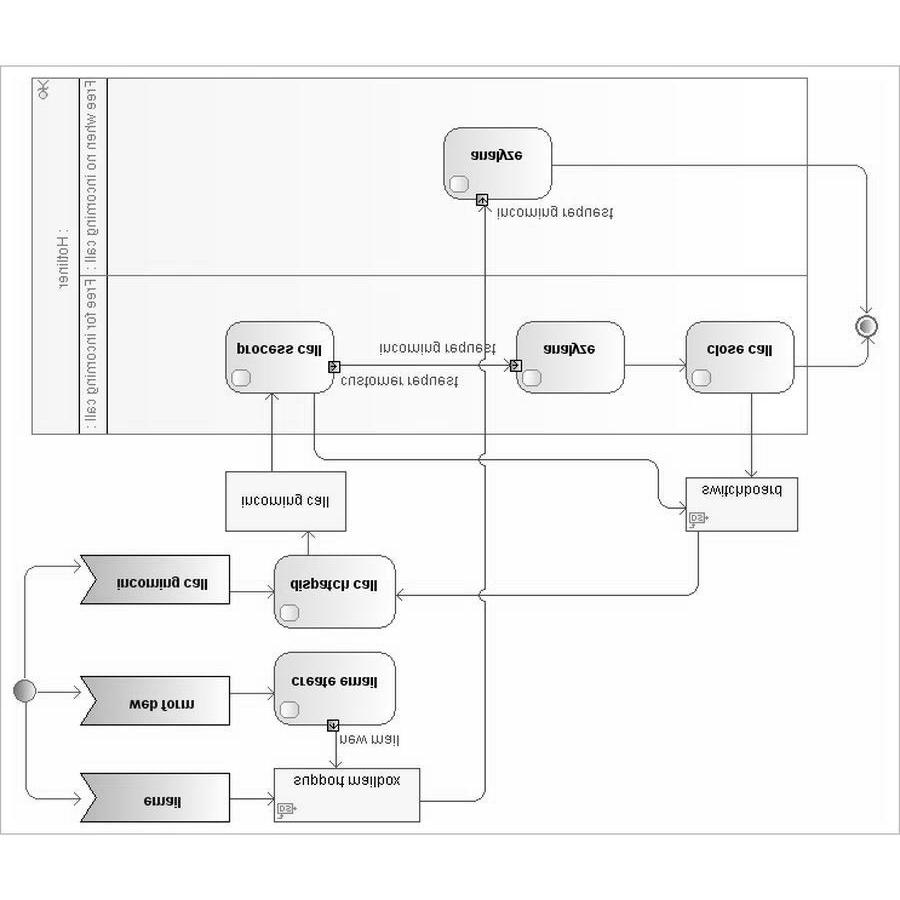 Free when no incoming call :
: Hotliner
analyze
incoming request
Free for incoming call :
process call
incoming request
customer request
analyze
close call
incoming call
switchboard
DS
incoming call
dispatch call
web form
create email
new mail
email
support mailbox
DS